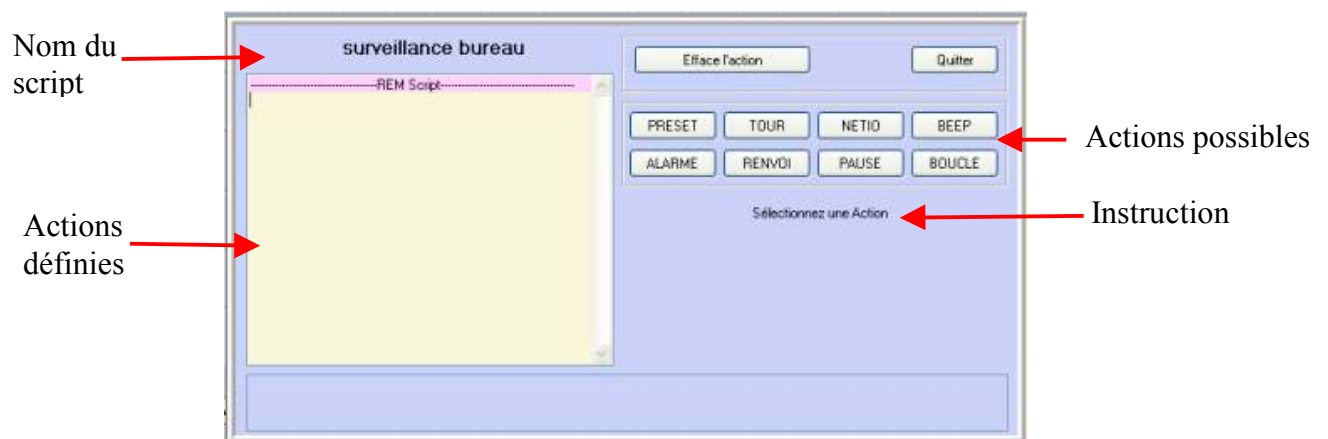 Nom du
script
surveillance bureau
Efface l'action
Quitter
-REM Script-
PRESET
TOUR
NETIO
BEEP
ALARME
RENVOI
PAUSE
BOUCLE
Actions possibles
Sélectionnez une Action
Instruction
Actions
définies